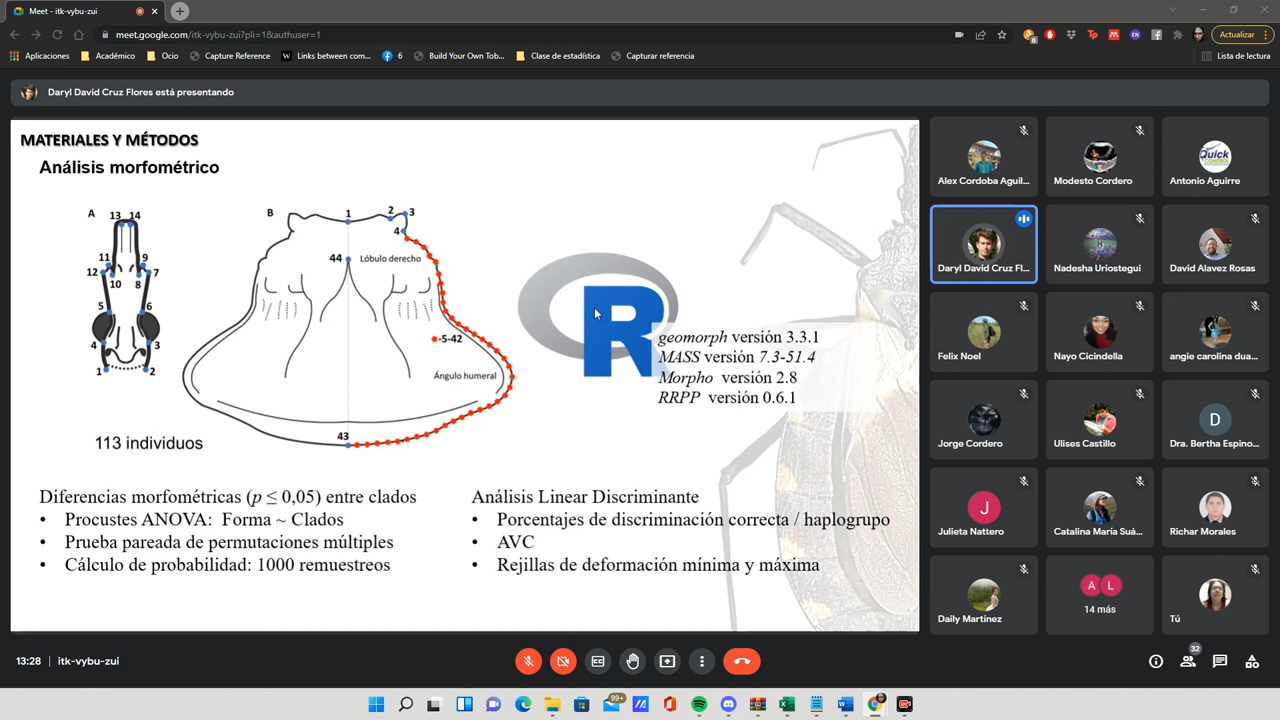 Meet - itk-vybu-zui
meet.google.com/itk-vybu-zui?pli=1&authuser=1
Actualizar
Aplicaciones
Académico
Ocio
Capture Referencia
Links between com...
6
Build Your Own Tob...
Clase de estadística
Capturar referencia
Lista de lectura
Daryl David Cruz Flores está presentando
MATERIALES Y MÉTODOS
Análisis morfométrico
A
13 14
11 9
12 7
10 8
5 6
4 3
1 2
113 individuos
B
1
2
3
4
44
Lóbulo derecho
-5-42
Ángulo humeral
43
R
geomorph versión 3.3.1
MASS versión 7.3-51.4
Morpho versión 2.8
RRPP versión 0.6.1
Diferencias morfométricas (p ≤ 0,05) entre clados
• Procustes ANOVA: Forma ~ Clados
• Prueba pareada de permutaciones múltiples
• Cálculo de probabilidad: 1000 remuestreos
Análisis Linear Discriminante
• Porcentajes de discriminación correcta / haplogrupo
• AVC
• Rejillas de deformación mínima y máxima
Alex Cordoba Aguil...
Modesto Cordero
Quick
CONTROL
Antonio Aguirre
Daryl David Cruz Fl...
Nadesha Uriostegui
David Alavez Rosas
Felix Noel
Nayo Cicindella
angie carolina dua...
Jorge Cordero
Ulises Castillo
D
Dra. Bertha Espino...
J
Julieta Nattero
Catalina María Suá...
Richar Morales
Daily Martínez
A L
14 más
Tú
13:28 | itk-vybu-zui
32
99+